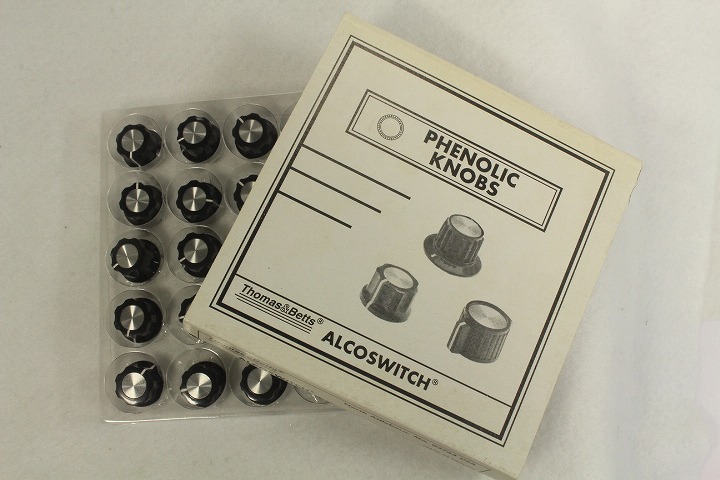 PHENOLIC
KNOBS
Thomas&Betts®
ALCOSWITCH®